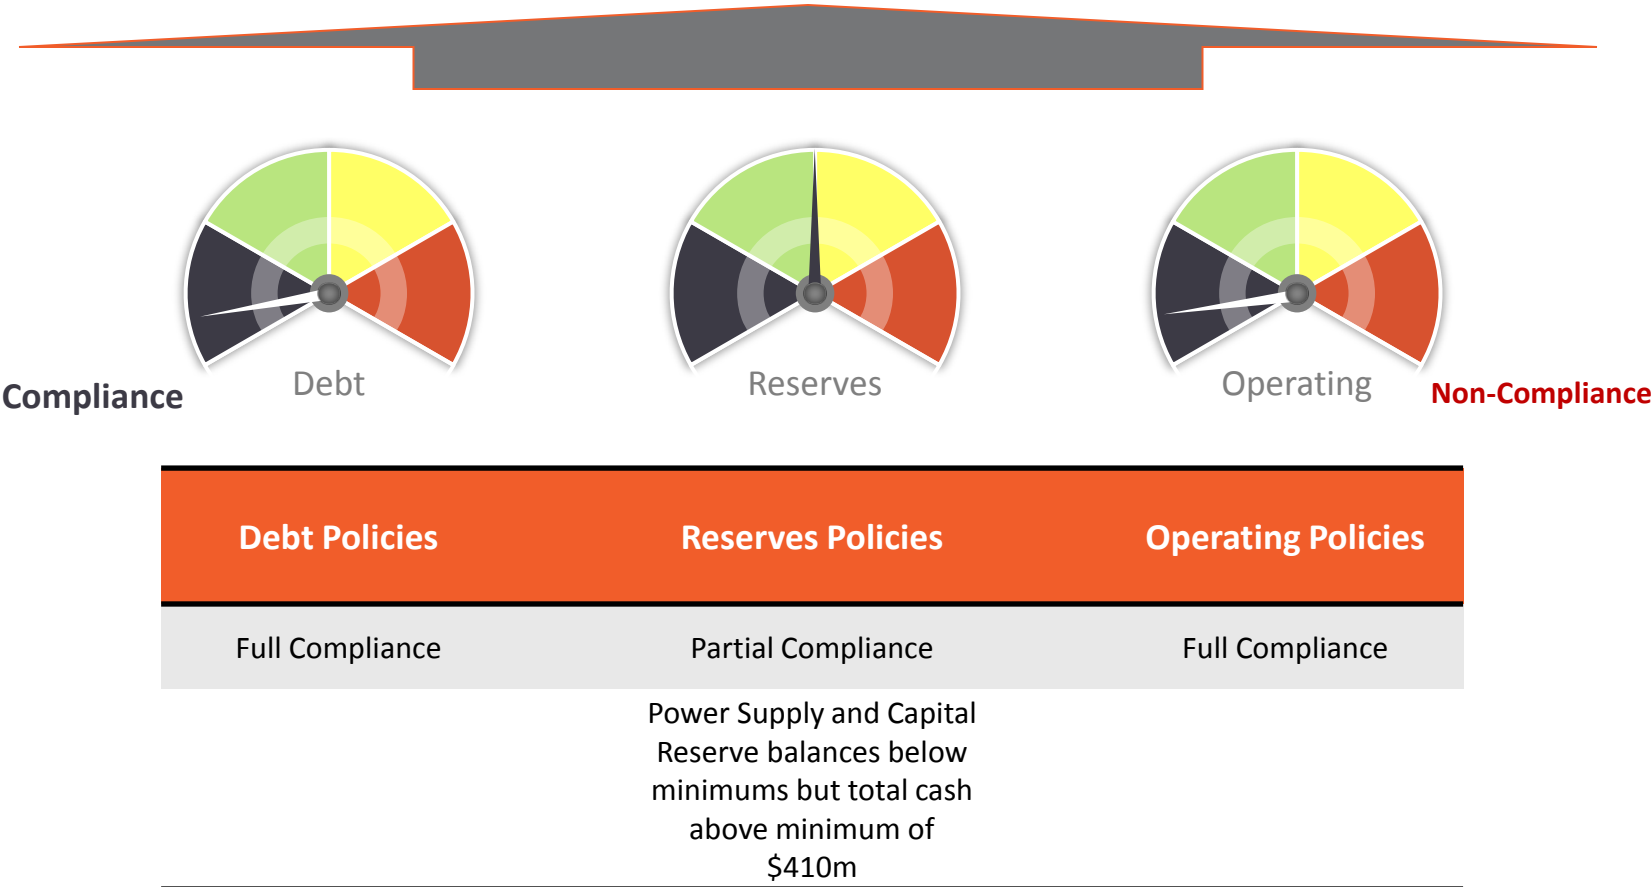 Debt
Reserves
Operating
Compliance
Non-Compliance
Debt Policies
Reserves Policies
Operating Policies
Full Compliance
Partial Compliance
Full Compliance
Power Supply and Capital
Reserve balances below
minimums but total cash
above minimum of
$410m